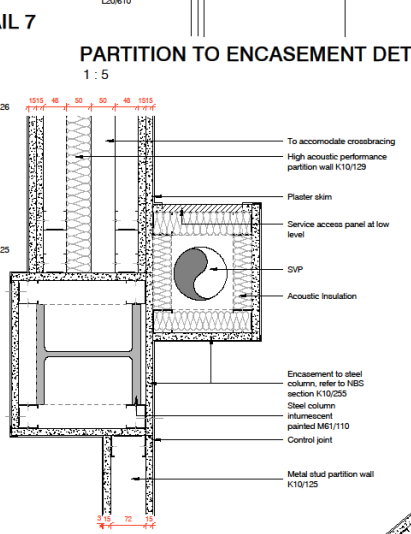 L20/610
AIL 7
PARTITION TO ENCASEMENT DET
1 : 5
26
15 15 48 50 50 48 15 15
To accomodate crossbracing
High acoustic performance
partition wall K10/129
Plaster skim
Service access panel at low
level
25
SVP
Acoustic Insulation
Encasement to steel
column, refer to NBS
section K10/255
Steel column
intumescent
painted M61/110
Control joint
Metal stud partition wall
K10/125
3 15 72 15